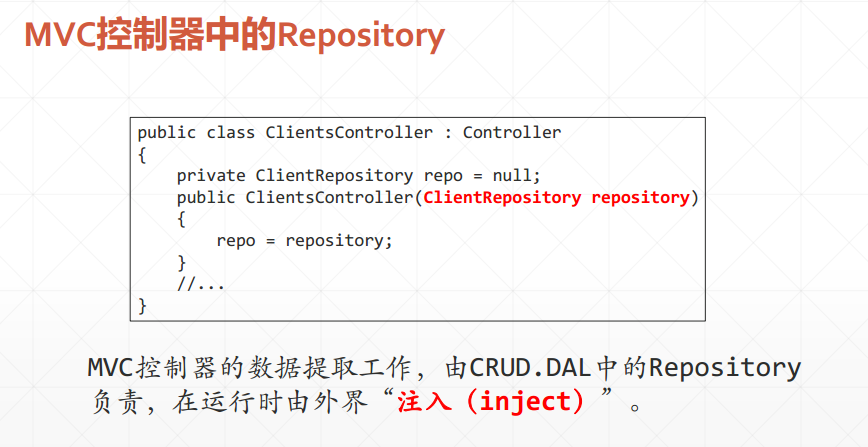 MVC控制器中的Repository
public class ClientsController : Controller
{
    private ClientRepository repo = null;
    public ClientsController(ClientRepository repository)
    {
        repo = repository;
    }
    //...
}
MVC控制器的数据提取工作，由CRUD.DAL中的Repository
负责，在运行时由外界“注入（inject）”。